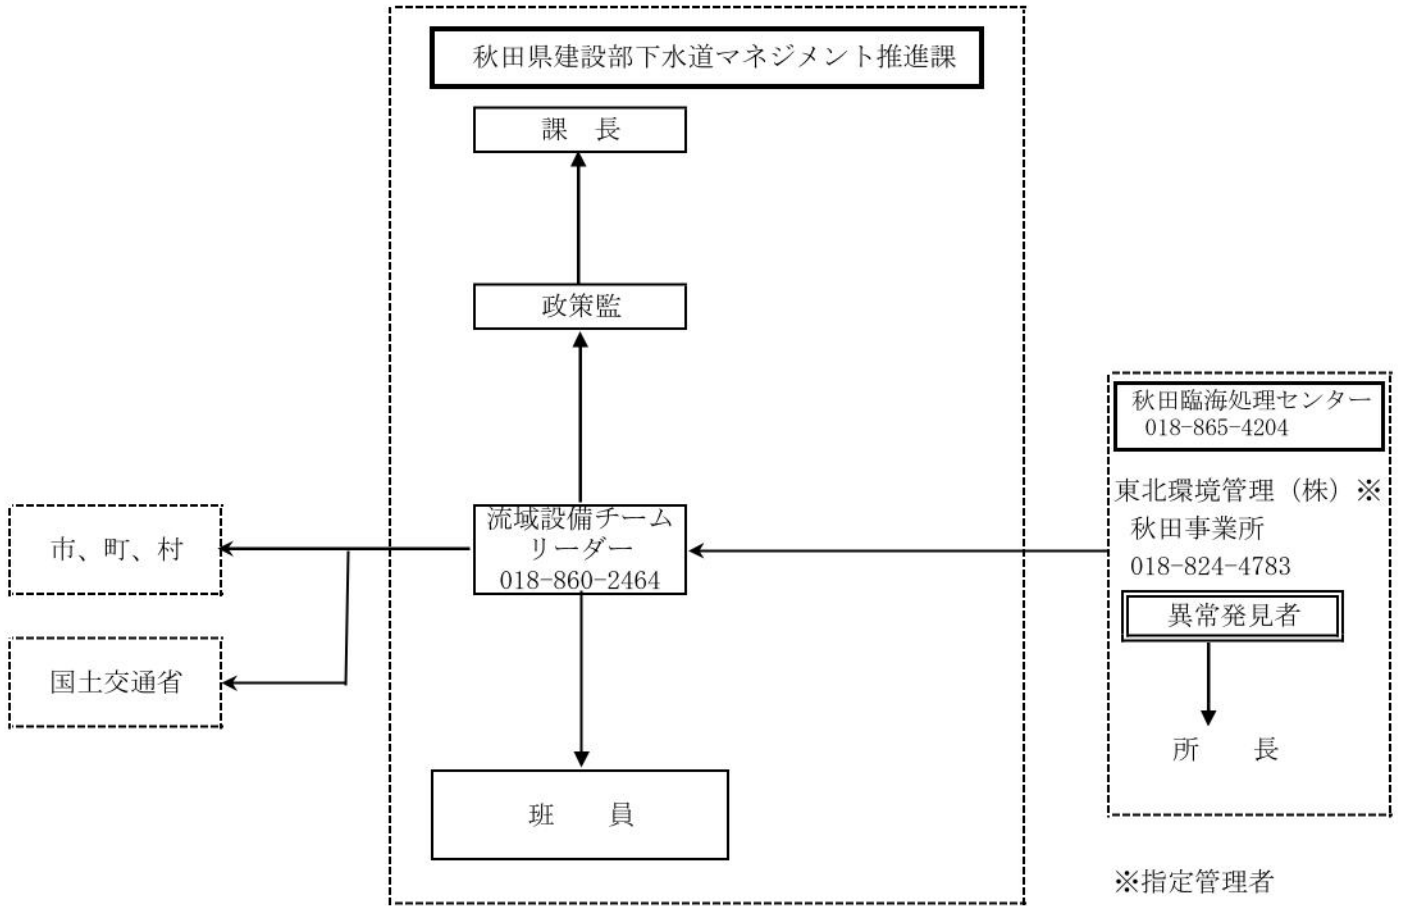 秋田県建設部下水道マネジメント推進課
課　長
政策監
流域設備チーム
リーダー
018-860-2464
班　　員
市、町、村
国土交通省
秋田臨海処理センター
018-865-4204
東北環境管理（株）※
秋田事業所
018-824-4783
異常発見者
所　　長
※指定管理者